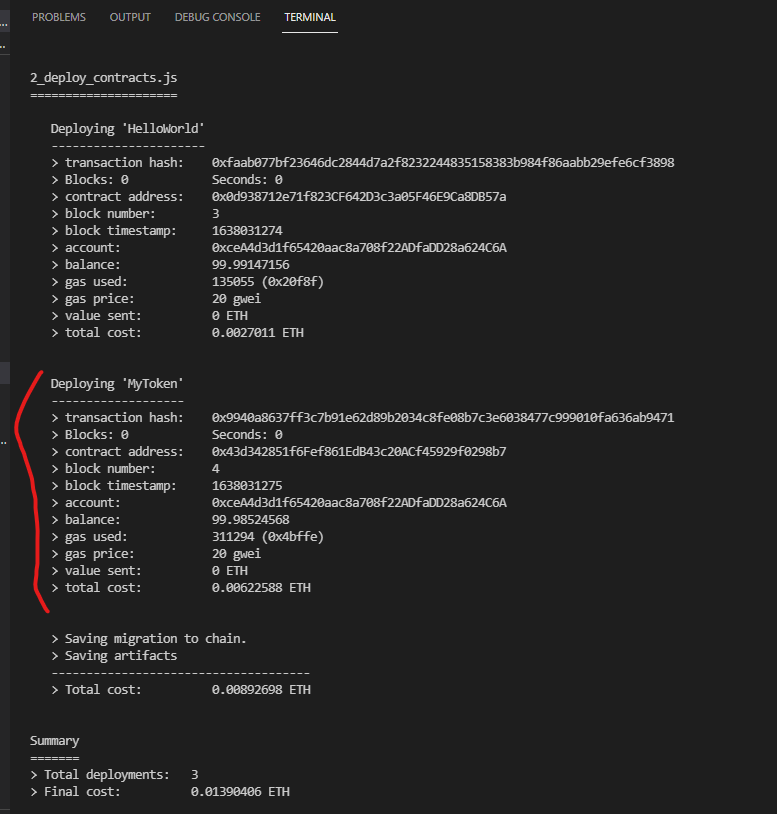 PROBLEMS OUTPUT DEBUG CONSOLE TERMINAL
2_deploy_contracts.js
=====================
Deploying 'HelloWorld'
----------------------
> transaction hash: 0xfaab077bf23646dc2844d7a2f8232244835158383b984f86aabb29efe6cf3898
> Blocks: 0 Seconds: 0
> contract address: 0x0d938712e71f823CF642D3c3a05F46E9Ca8DB57a
> block number: 3
> block timestamp: 1638031274
> account: 0xceA4d3d1f65420aac8a708f22ADfaDD28a624C6A
> balance: 99.99147156
> gas used: 135055 (0x20f8f)
> gas price: 20 gwei
> value sent: 0 ETH
> total cost: 0.0027011 ETH
Deploying 'MyToken'
-------------------
> transaction hash: 0x9940a8637ff3c7b91e62d89b2034c8fe08b7c3e6038477c999010fa636ab9471
> Blocks: 0 Seconds: 0
> contract address: 0x43d342851f6Fef861EdB43c20ACf45929f0298b7
> block number: 4
> block timestamp: 1638031275
> account: 0xceA4d3d1f65420aac8a708f22ADfaDD28a624C6A
> balance: 99.98524568
> gas used: 311294 (0x4bffe)
> gas price: 20 gwei
> value sent: 0 ETH
> total cost: 0.00622588 ETH
> Saving migration to chain.
> Saving artifacts
-------------------------------------
> Total cost: 0.00892698 ETH
Summary
=======
> Total deployments: 3
> Final cost: 0.01390406 ETH